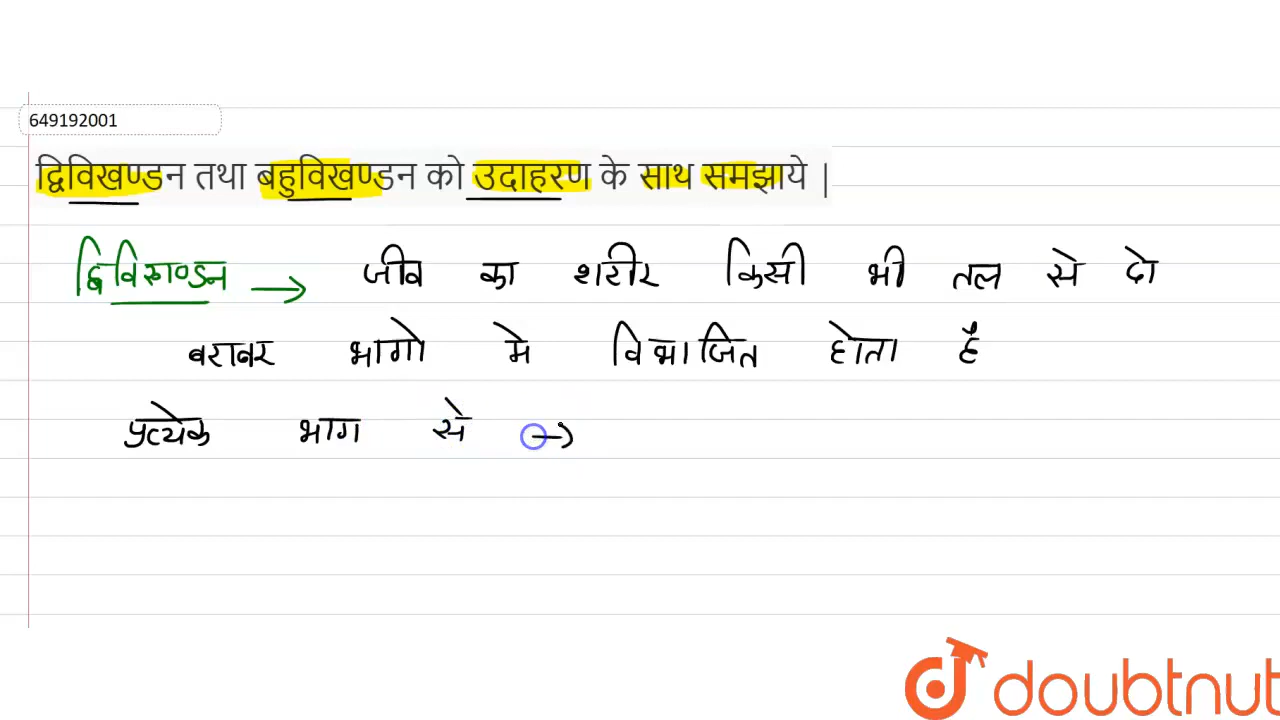 649192001
द्विविखण्डन तथा बहुविखण्डन को उदाहरण के साथ समझाये |
द्विविखण्डन → जीव का शरीर किसी भी तल से दो
बराबर भागो मे विभाजित होता है
प्रत्येक भाग से →
doubtnut